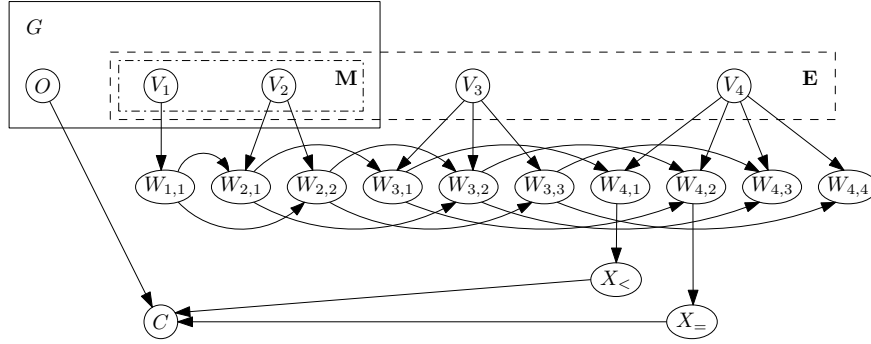 G
O V₁ V₂ M V₃ V₄ E
W₁,₁ W₂,₁ W₂,₂ W₃,₁ W₃,₂ W₃,₃ W₄,₁ W₄,₂ W₄,₃ W₄,₄
X<
C X=